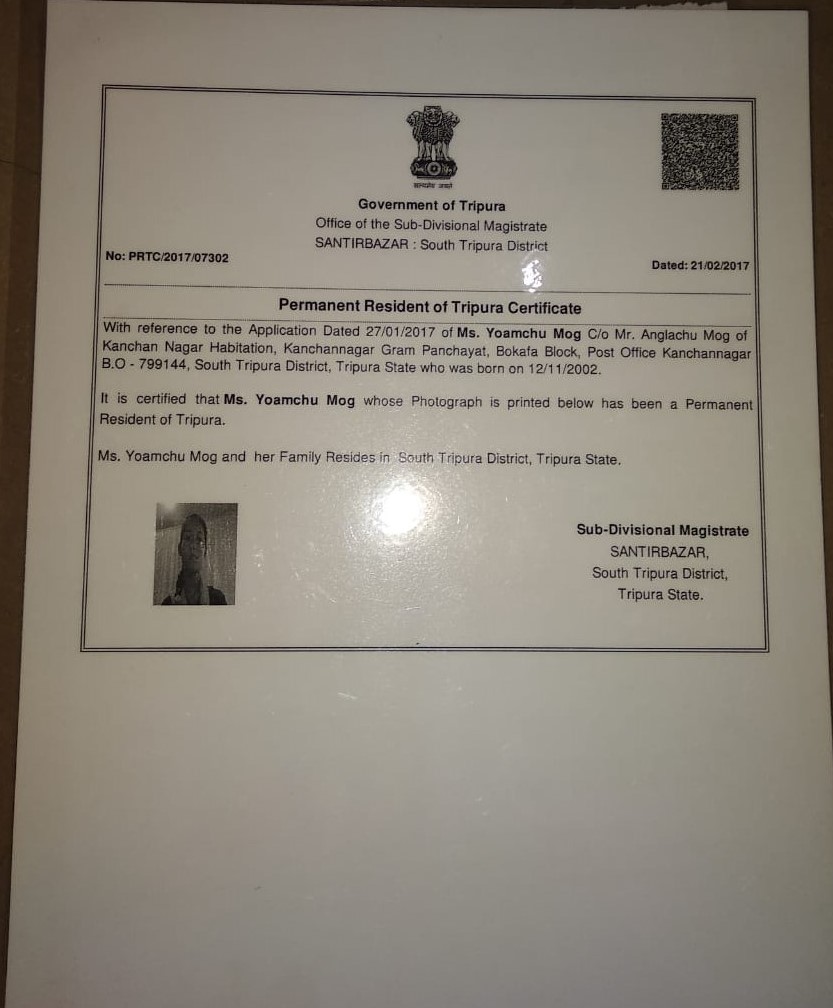 सत्यमेव जयते
Government of Tripura
Office of the Sub-Divisional Magistrate
SANTIRBAZAR : South Tripura District
No: PRTC/2017/07302
Dated: 21/02/2017
Permanent Resident of Tripura Certificate
With reference to the Application Dated 27/01/2017 of Ms. Yoamchu Mog C/o Mr. Anglachu Mog of
Kanchan Nagar Habitation, Kanchannagar Gram Panchayat, Bokafa Block, Post Office Kanchannagar
B.O - 799144, South Tripura District, Tripura State who was born on 12/11/2002.
It is certified that Ms. Yoamchu Mog whose Photograph is printed below has been a Permanent
Resident of Tripura.
Ms. Yoamchu Mog and her Family Resides in South Tripura District, Tripura State.
Sub-Divisional Magistrate
SANTIRBAZAR,
South Tripura District,
Tripura State.